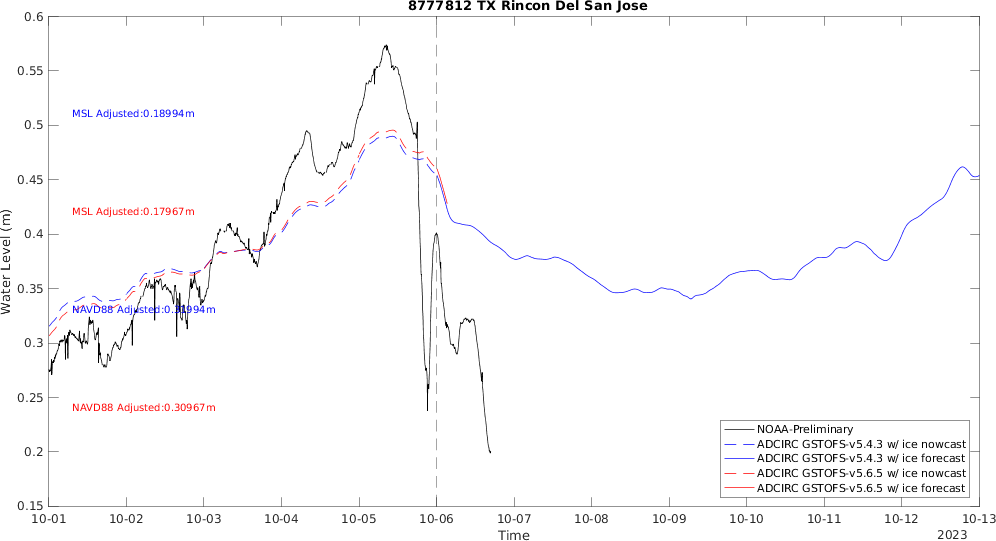 8777812 TX Rincon Del San Jose
0.6
0.55
0.5
0.45
0.4
0.35
0.3
0.25
0.2
0.15
Water Level (m)
MSL Adjusted:0.18994m
MSL Adjusted:0.17967m
NAVD88 Adjusted:0.31994m
NAVD88 Adjusted:0.30967m
NOAA-Preliminary
ADCIRC GSTOFS-v5.4.3 w/ ice nowcast
ADCIRC GSTOFS-v5.4.3 w/ ice forecast
ADCIRC GSTOFS-v5.6.5 w/ ice nowcast
ADCIRC GSTOFS-v5.6.5 w/ ice forecast
10-01 10-02 10-03 10-04 10-05 10-06 10-07 10-08 10-09 10-10 10-11 10-12 10-13
Time
2023